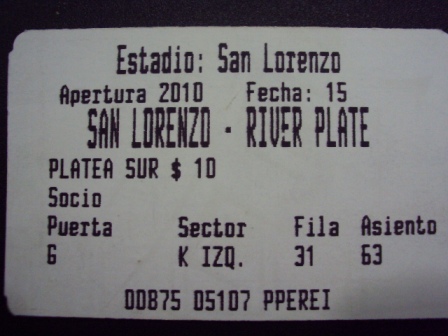 Estadio: San Lorenzo
Apertura 2010 Fecha: 15
SAN LORENZO - RIVER PLATE
PLATEA SUR $ 10
Socio
Puerta Sector Fila Asiento
6 K IZQ. 31 63
00875 05107 PPEREI